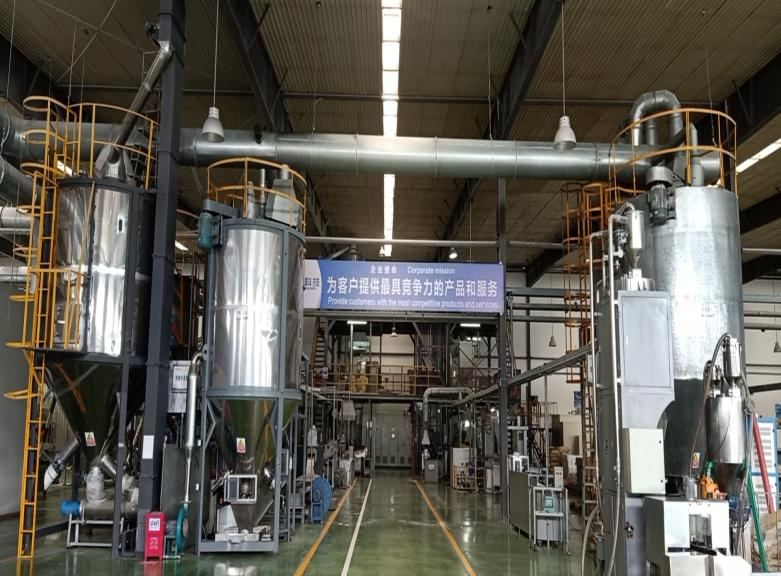 科技
企业使命 Corporate mission
为客户提供最具竞争力的产品和服务
Provide customers with the most competitive products and services.